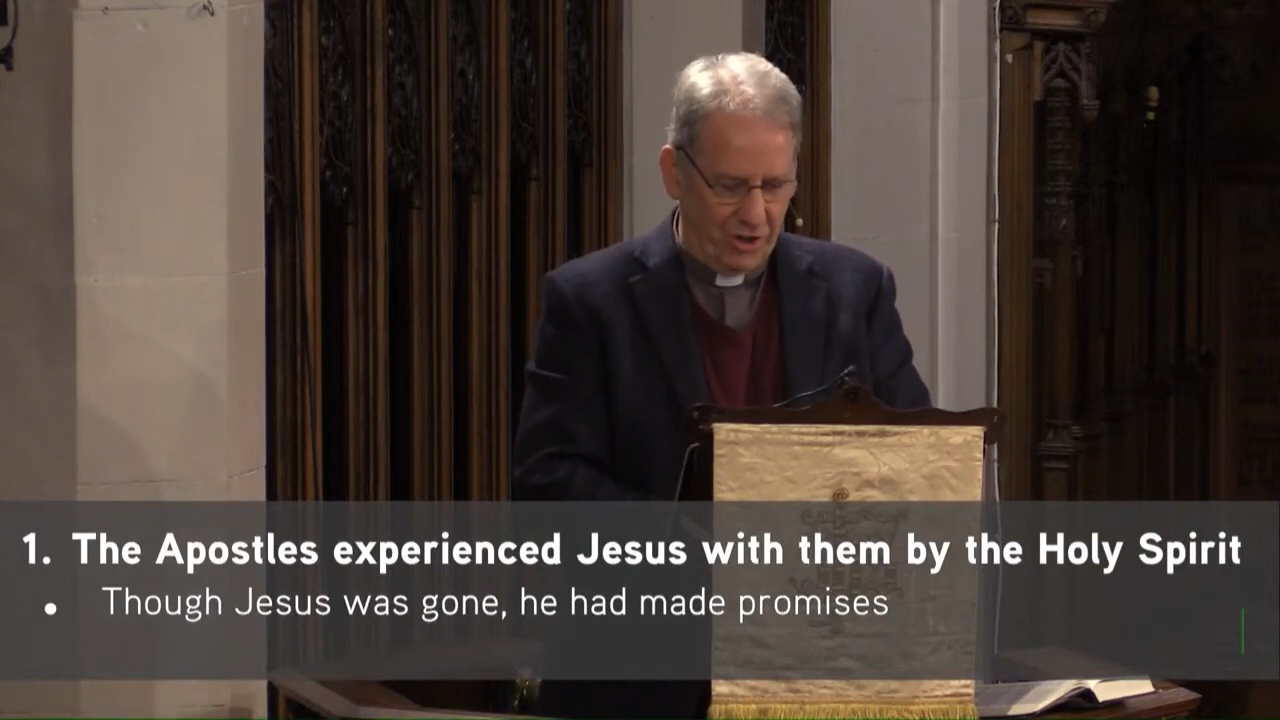 1. The Apostles experienced Jesus with them by the Holy Spirit
• Though Jesus was gone, he had made promises